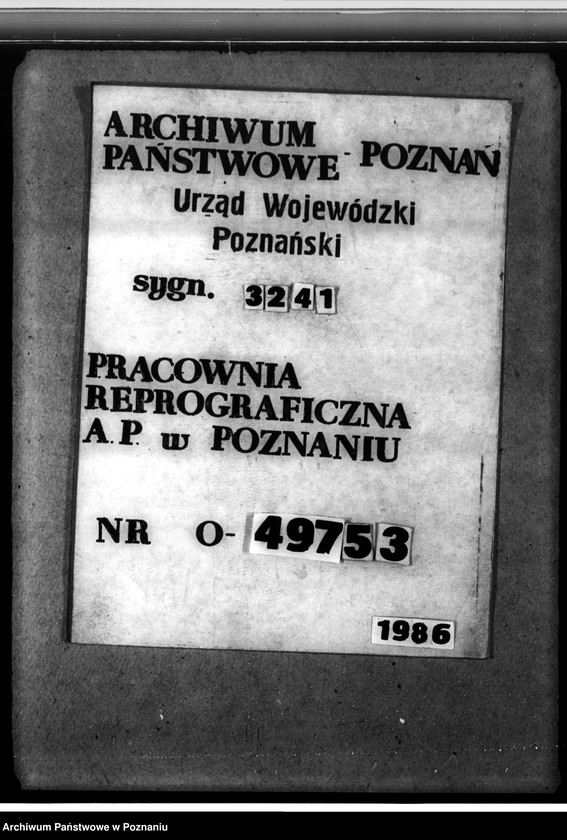 ARCHIWUM
PAŃSTWOWE - POZNAŃ
Urząd Wojewódzki
Poznański
sygn. 3241
PRACOWNIA
REPROGRAFICZNA
A.P. w POZNANIU
NR O-49753
1986
Archiwum Państwowe w Poznaniu